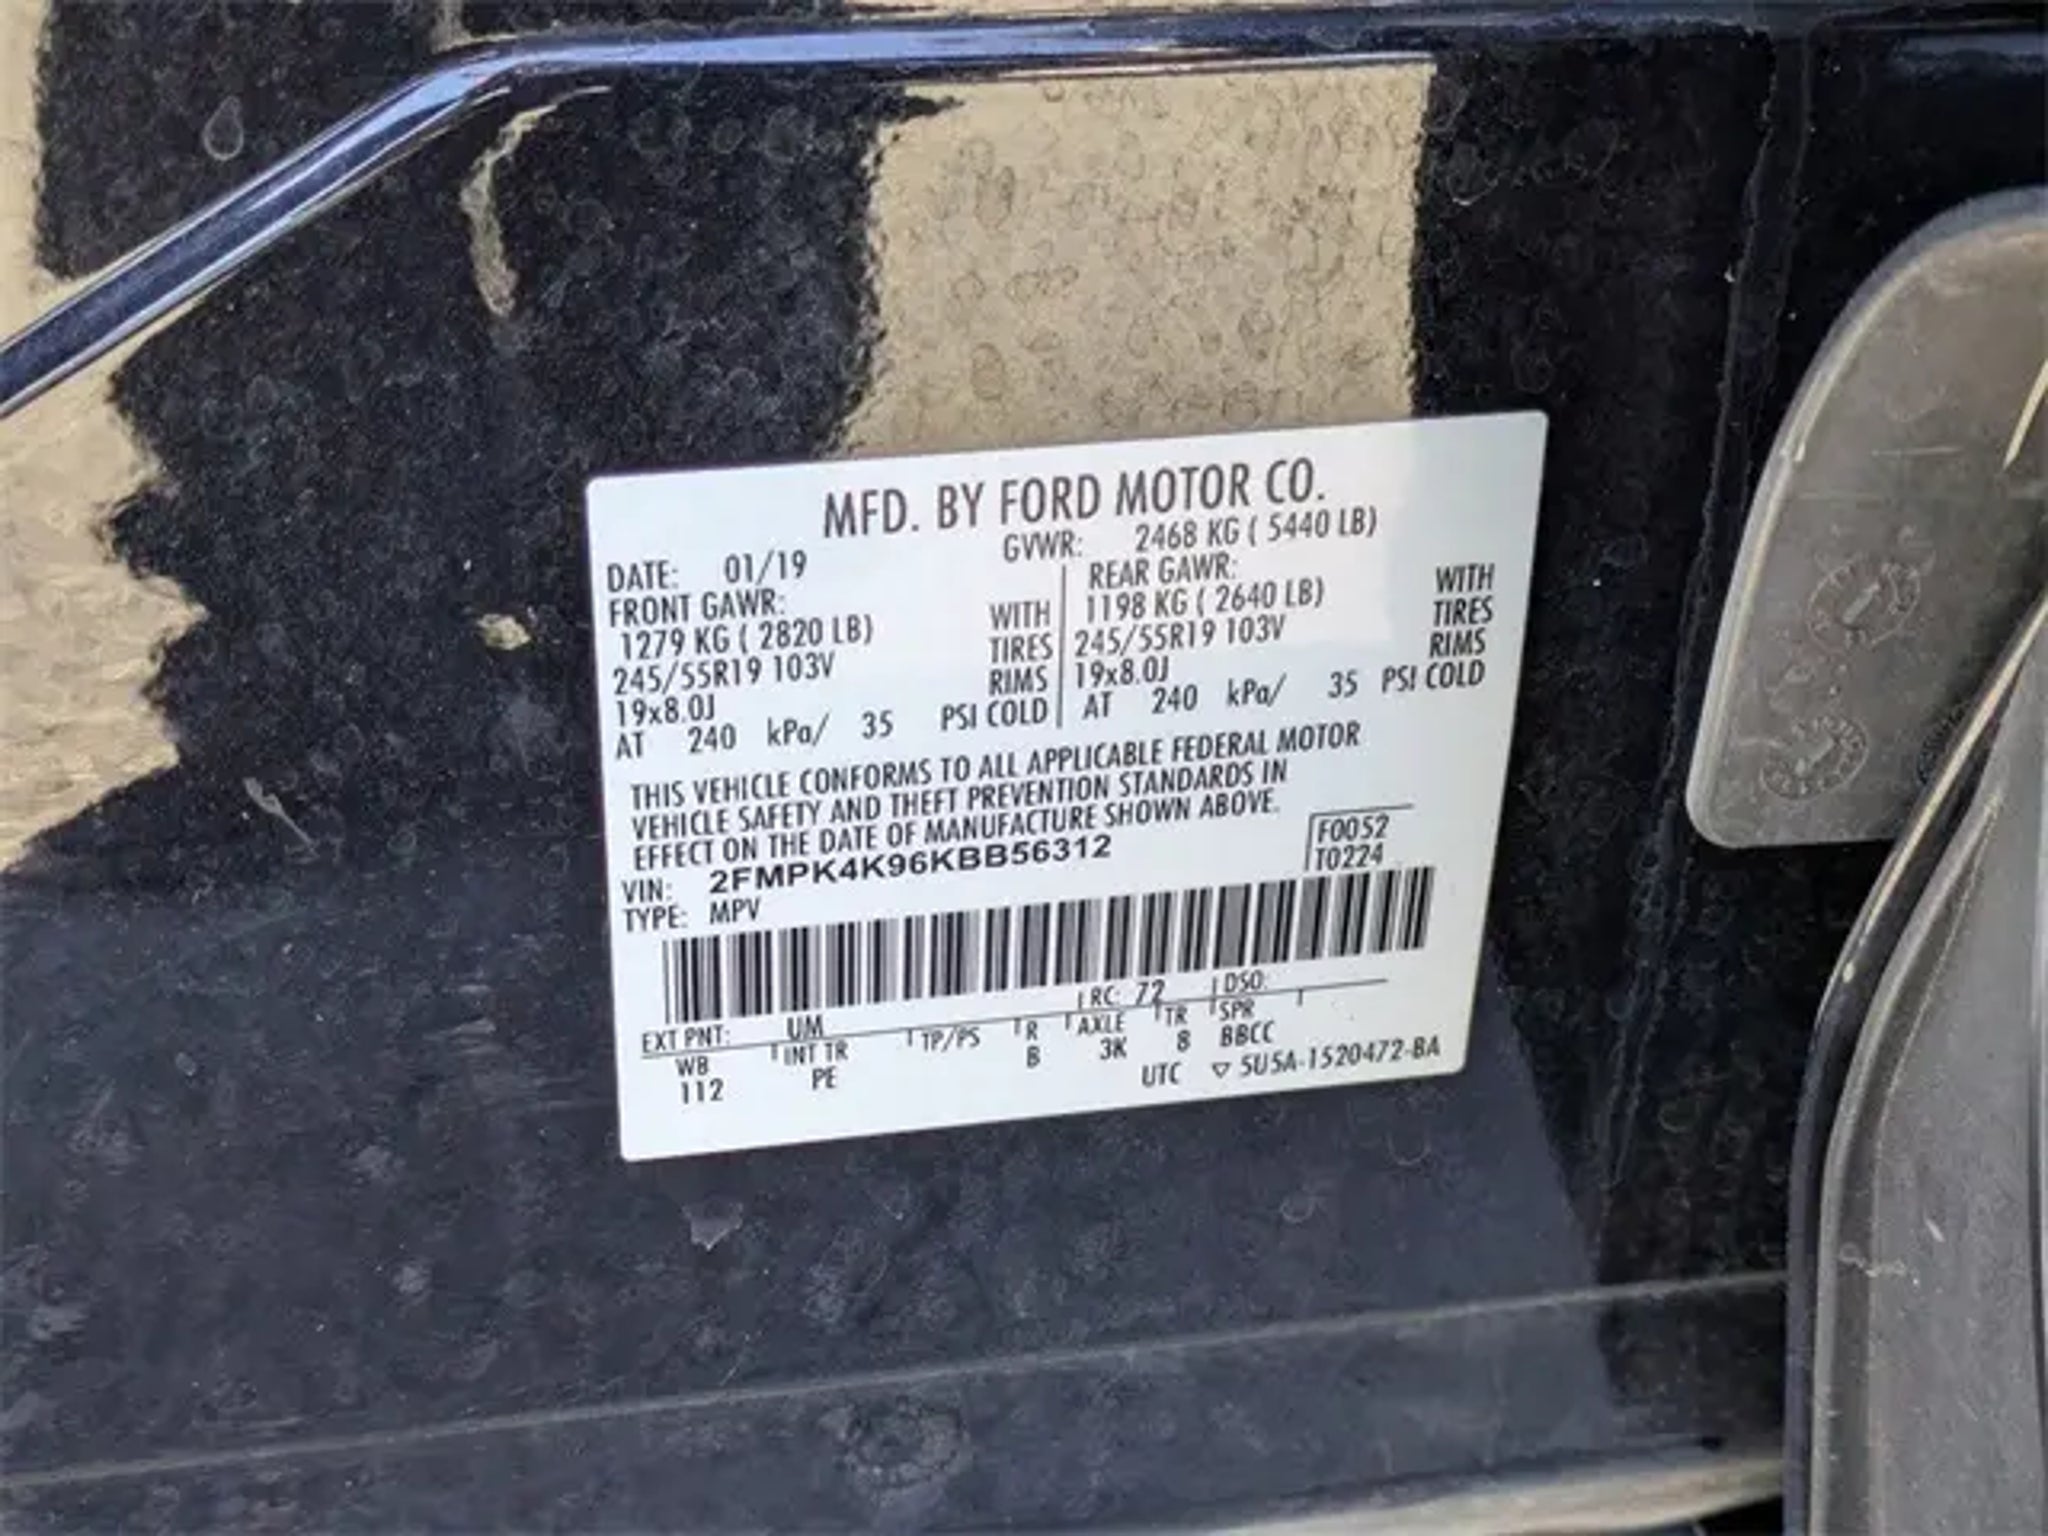 MFD. BY FORD MOTOR CO.
DATE: 01/19 GVWR: 2468 KG ( 5440 LB)
FRONT GAWR: WITH REAR GAWR: WITH
1279 KG ( 2820 LB) TIRES 1198 KG ( 2640 LB) TIRES
245/55R19 103V RIMS 245/55R19 103V RIMS
19x8.0J 19x8.0J
AT 240 kPa/ 35 PSI COLD AT 240 kPa/ 35 PSI COLD
THIS VEHICLE CONFORMS TO ALL APPLICABLE FEDERAL MOTOR
VEHICLE SAFETY AND THEFT PREVENTION STANDARDS IN
EFFECT ON THE DATE OF MANUFACTURE SHOWN ABOVE.
F0052
VIN: 2FMPK4K96KBB56312 T0224
TYPE: MPV
EXT PNT: UM RC: 72 DSO:
WB INT TR TP/PS R AXLE TR SPR
112 PE B 3K 8 BBCC
UTC ▽ 5U5A-1520472-BA